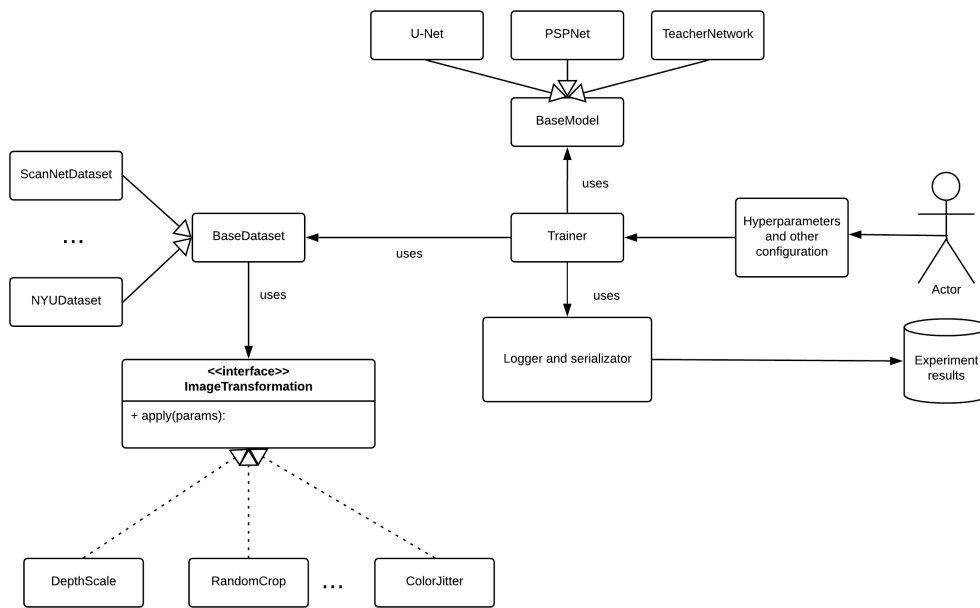 U-Net
PSPNet
TeacherNetwork
BaseModel
ScanNetDataset
uses
...
BaseDataset
Trainer
Hyperparameters
and other
configuration
uses
NYUDataset
uses
uses
Actor
<<interface>>
ImageTransformation
+ apply(params):
Logger and serializator
Experiment
results
DepthScale
RandomCrop
...
ColorJitter